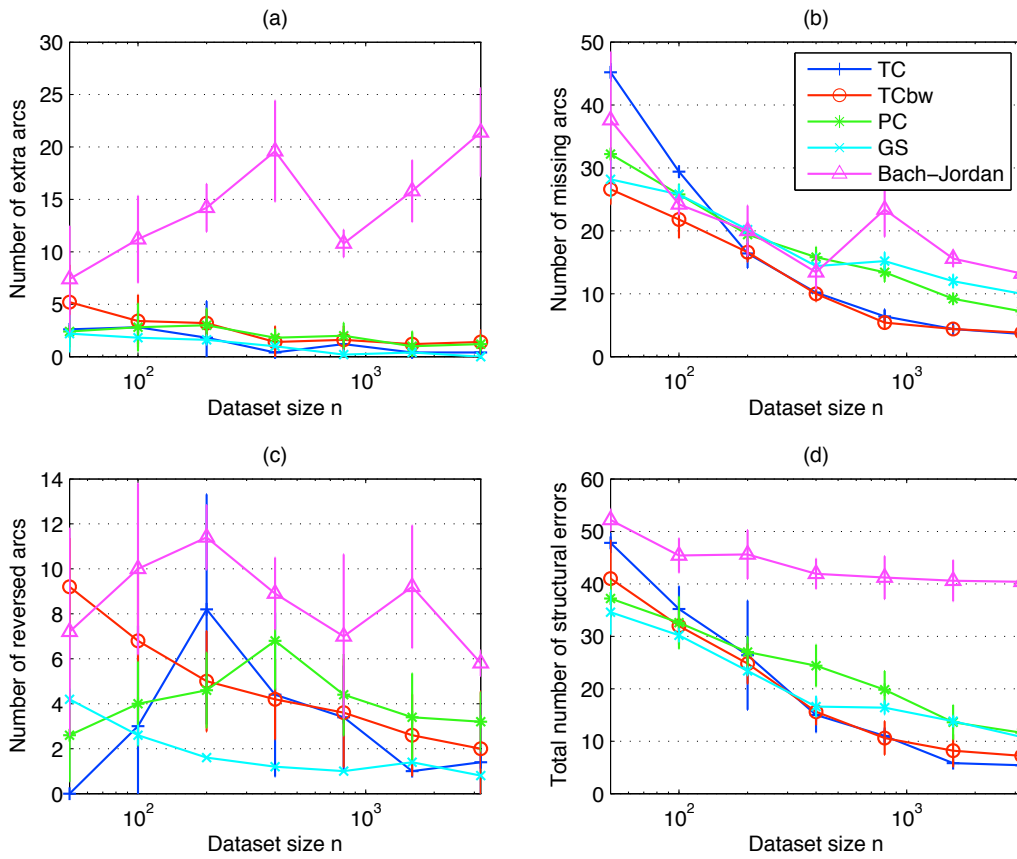 (a)
Number of extra arcs
30
25
20
15
10
5
0
10^2
10^3
Dataset size n
(b)
Number of missing arcs
50
40
30
20
10
0
10^2
10^3
Dataset size n
TC
TCbw
PC
GS
Bach−Jordan
(c)
Number of reversed arcs
14
12
10
8
6
4
2
0
10^2
10^3
Dataset size n
(d)
Total number of structural errors
60
50
40
30
20
10
0
10^2
10^3
Dataset size n